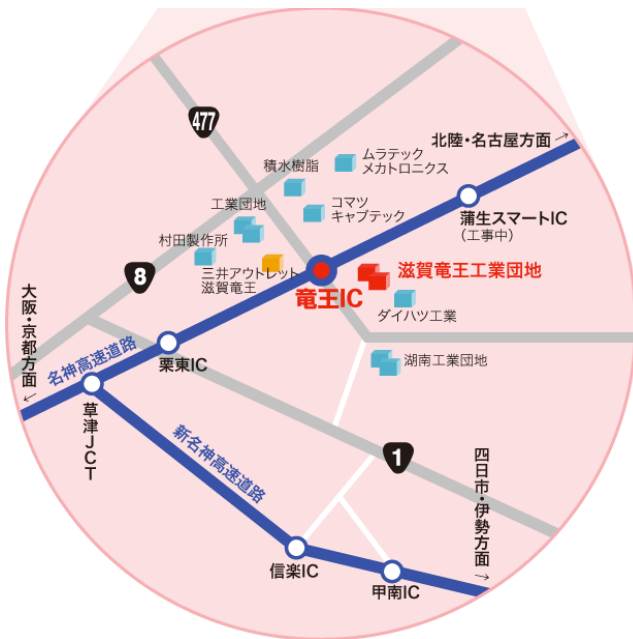 477
ムラテック
メカトロニクス
北陸・名古屋方面 →
積水樹脂
コマツ
キャブテック
工業団地
蒲生スマートIC
(工事中)
村田製作所
三井アウトレット
滋賀竜王
竜王IC
滋賀竜王工業団地
ダイハツ工業
8
大阪・京都方面 ←
名神高速道路
栗東IC
湖南工業団地
草津JCT
新名神高速道路
1
四日市・伊勢方面 →
信楽IC
甲南IC